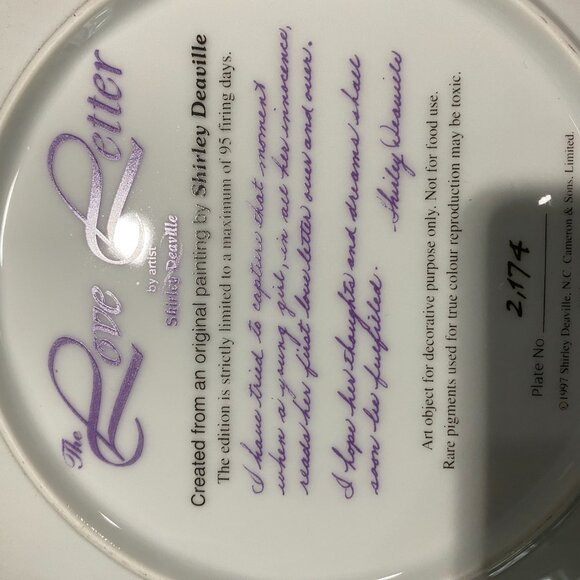 The
Love Letter
by artist
Shirley Deaville
Created from an original painting by Shirley Deaville
The edition is strictly limited to a maximum of 95 firing days.
I have tried to capture that moment
when a young girl, in all her innocence,
reads her first love letter over and over.
I hope her thoughts and dreams shall
soon be fulfilled.
Shirley Deaville
Art object for decorative purpose only. Not for food use.
Rare pigments used for true colour reproduction may be toxic.
Plate No 2,174
©1997 Shirley Deaville, N.C. Cameron & Sons, Limited.